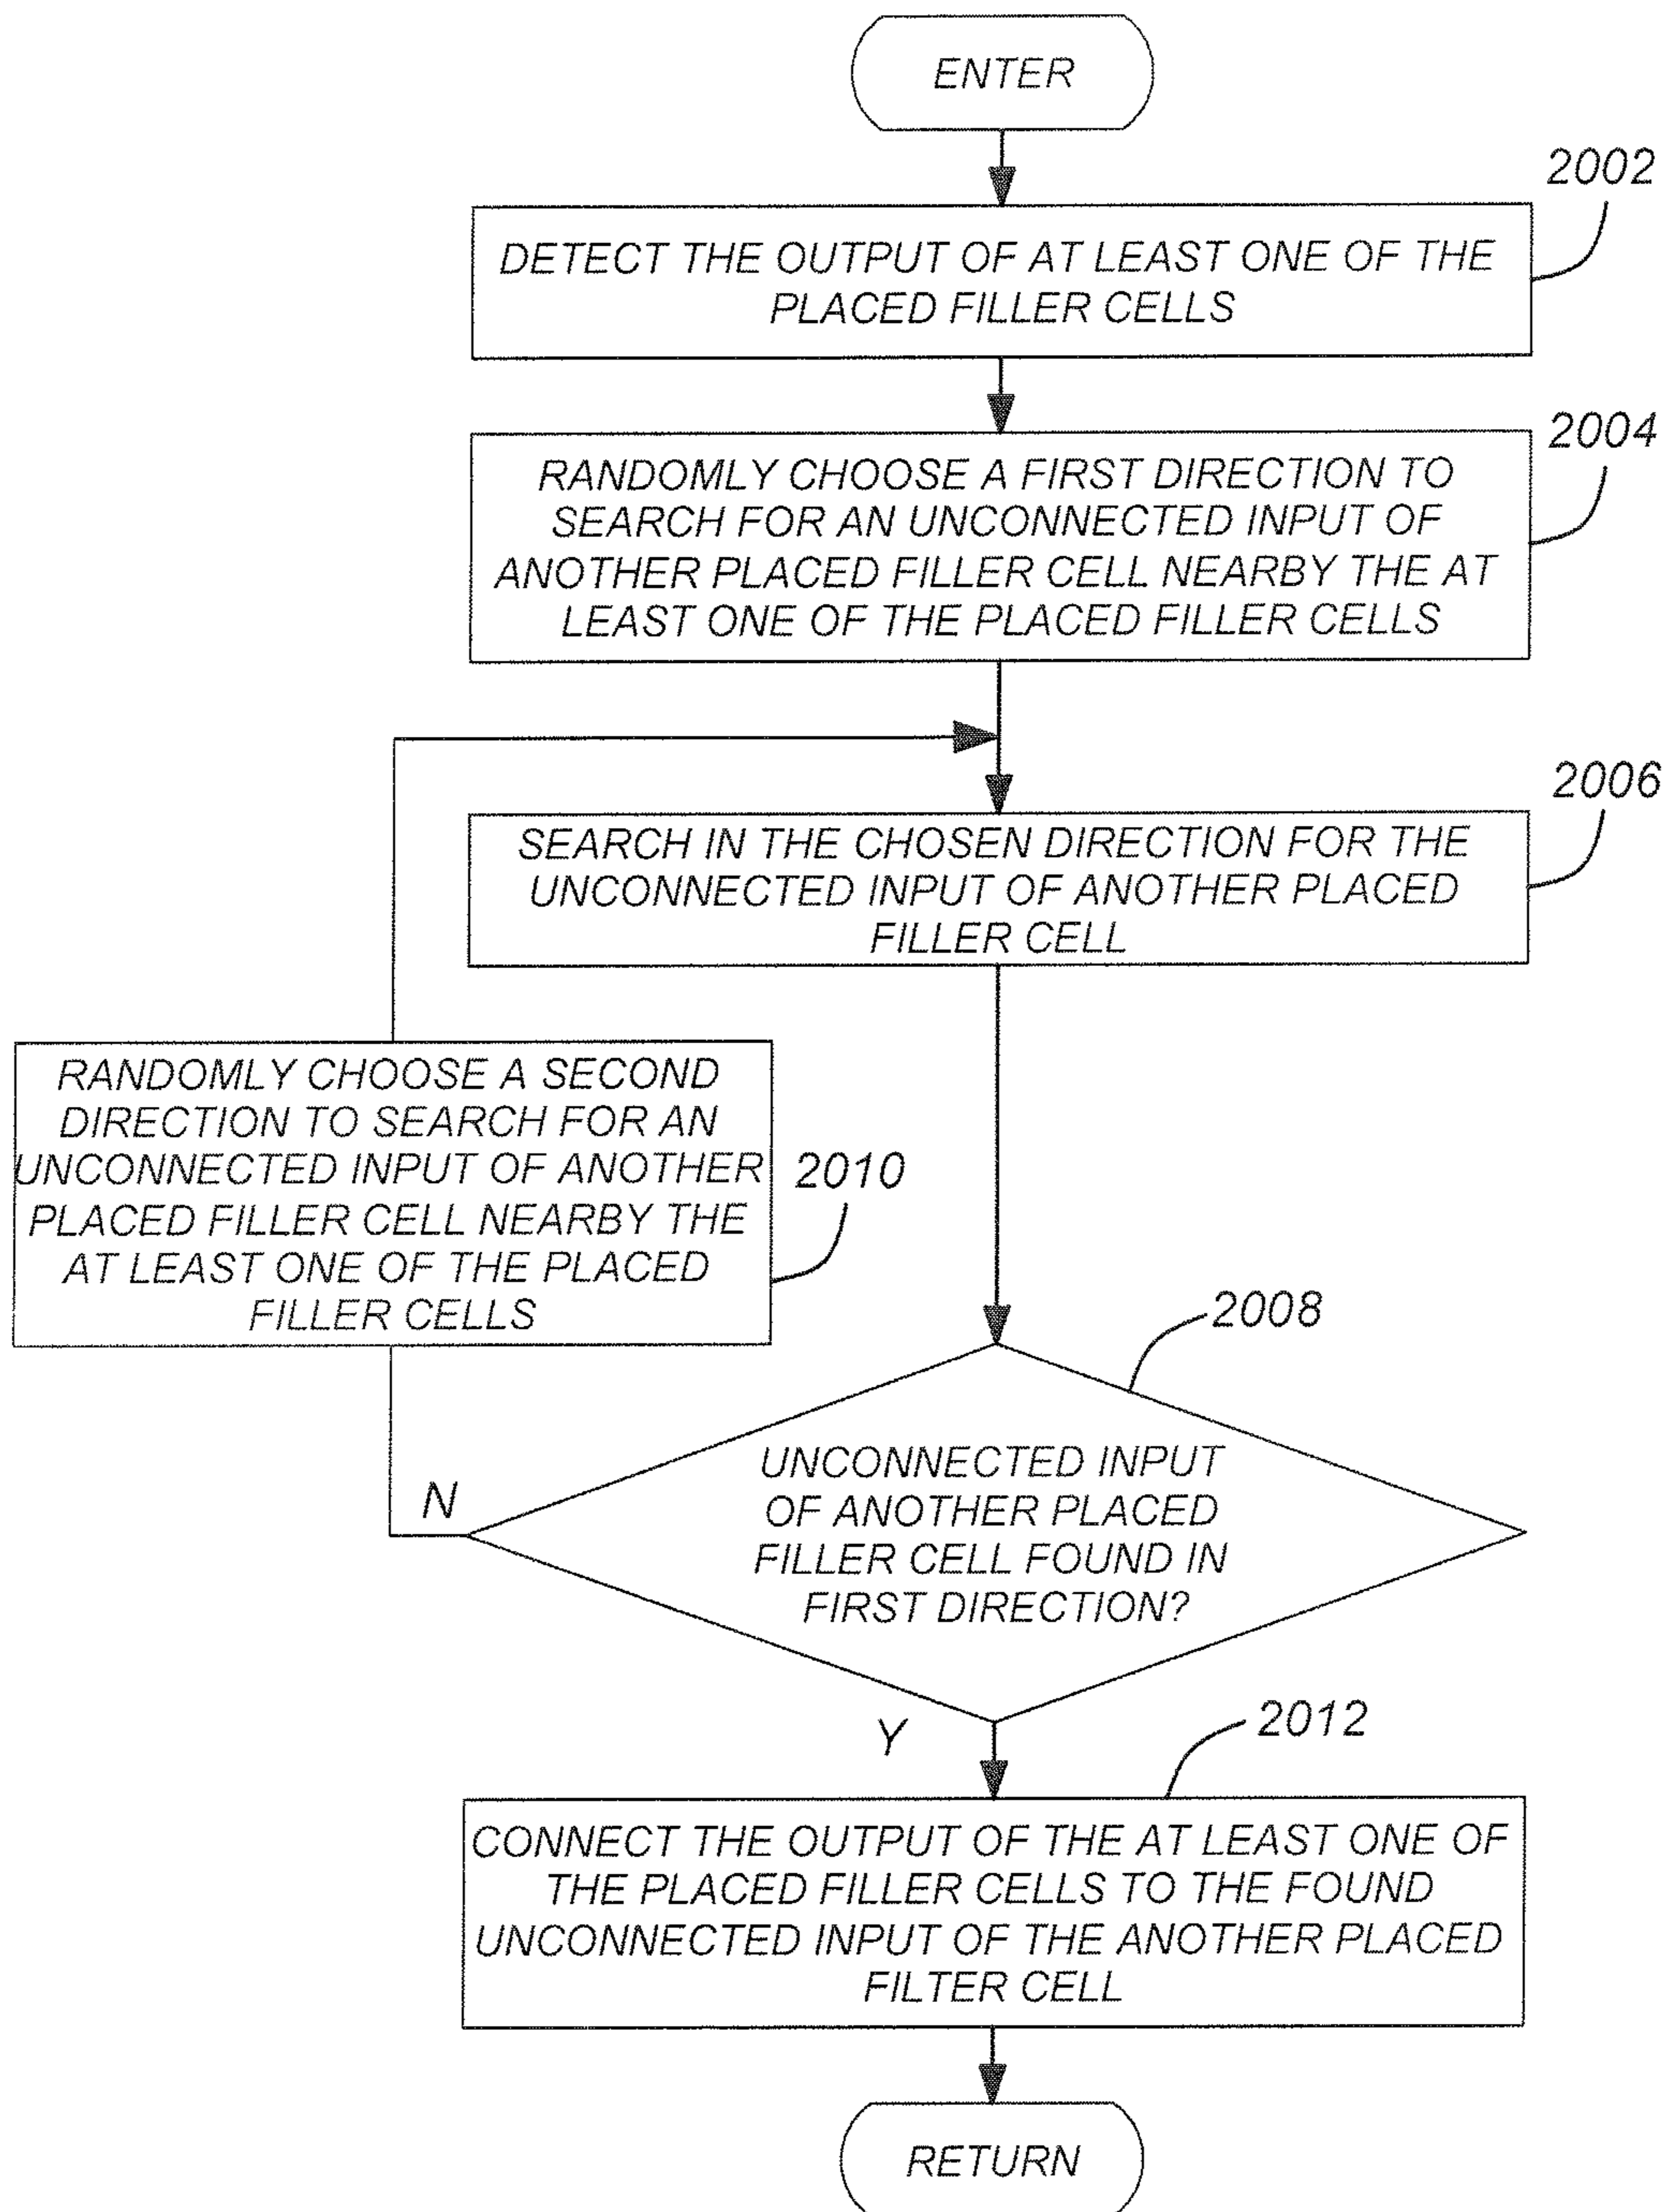 ENTER
2002
DETECT THE OUTPUT OF AT LEAST ONE OF THE
PLACED FILLER CELLS
2004
RANDOMLY CHOOSE A FIRST DIRECTION TO
SEARCH FOR AN UNCONNECTED INPUT OF
ANOTHER PLACED FILLER CELL NEARBY THE AT
LEAST ONE OF THE PLACED FILLER CELLS
2006
SEARCH IN THE CHOSEN DIRECTION FOR THE
UNCONNECTED INPUT OF ANOTHER PLACED
FILLER CELL
RANDOMLY CHOOSE A SECOND
DIRECTION TO SEARCH FOR AN
UNCONNECTED INPUT OF ANOTHER
PLACED FILLER CELL NEARBY THE
AT LEAST ONE OF THE PLACED
FILLER CELLS
2010
2008
UNCONNECTED INPUT
OF ANOTHER PLACED
FILLER CELL FOUND IN
FIRST DIRECTION?
N
Y
2012
CONNECT THE OUTPUT OF THE AT LEAST ONE OF
THE PLACED FILLER CELLS TO THE FOUND
UNCONNECTED INPUT OF THE ANOTHER PLACED
FILTER CELL
RETURN